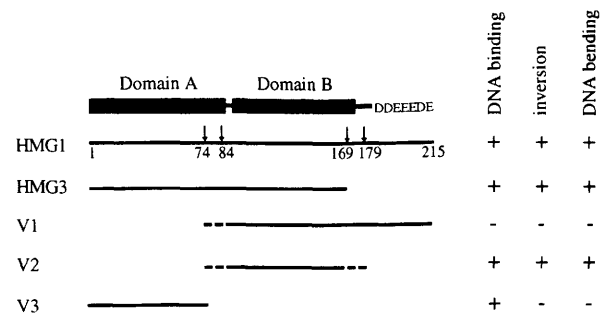 DNA binding
inversion
DNA bending
Domain A Domain B
DDEEEDE
HMG1 + + +
1 74 84 169 179 215
HMG3 + + +
V1 - - -
V2 + + +
V3 + - -